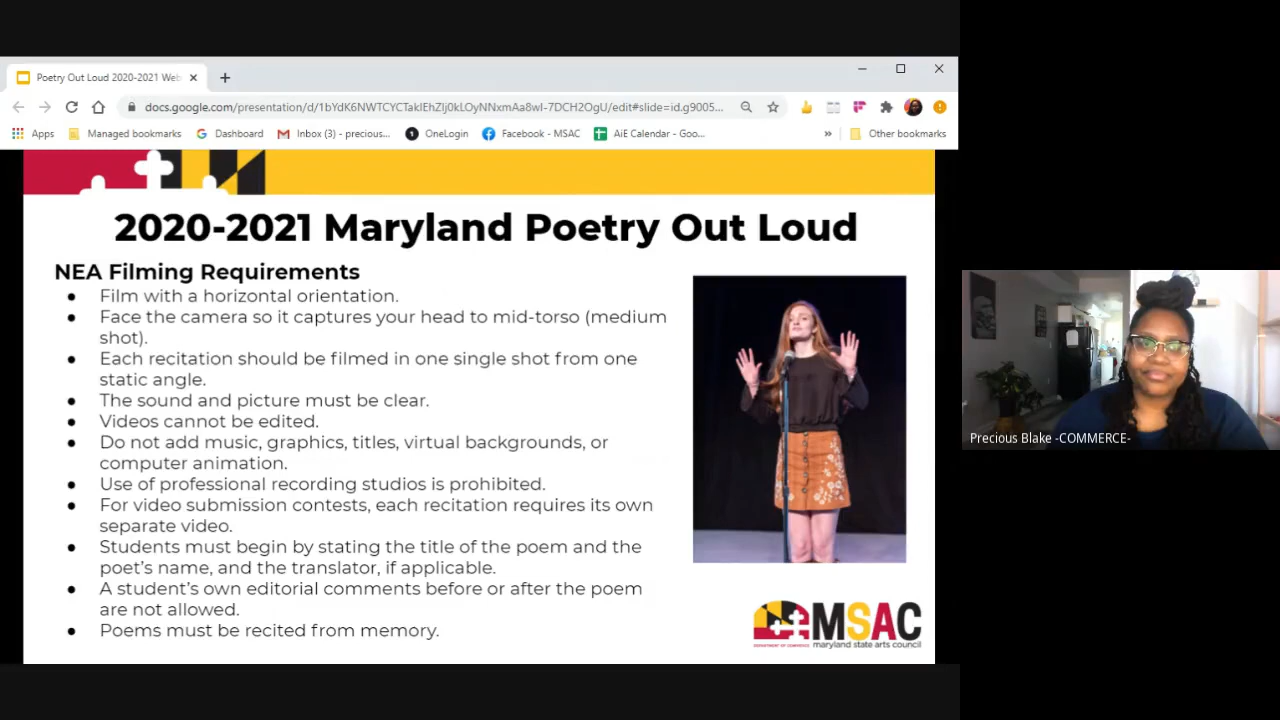 Poetry Out Loud 2020-2021 Web
docs.google.com/presentation/d/1bYdK6NWTCYCTaklEhZIj0kLOyNNxmAa8wI-7DCH2OgU/edit#slide=id.g9005...
Apps Managed bookmarks Dashboard Inbox (3) - precious... OneLogin Facebook - MSAC AiE Calendar - Goo... » Other bookmarks
2020-2021 Maryland Poetry Out Loud
NEA Filming Requirements
● Film with a horizontal orientation.
● Face the camera so it captures your head to mid-torso (medium
shot).
● Each recitation should be filmed in one single shot from one
static angle.
● The sound and picture must be clear.
● Videos cannot be edited.
● Do not add music, graphics, titles, virtual backgrounds, or
computer animation.
● Use of professional recording studios is prohibited.
● For video submission contests, each recitation requires its own
separate video.
● Students must begin by stating the title of the poem and the
poet's name, and the translator, if applicable.
● A student's own editorial comments before or after the poem
are not allowed.
● Poems must be recited from memory.
MSAC
DEPARTMENT OF COMMERCE maryland state arts council
Precious Blake -COMMERCE-